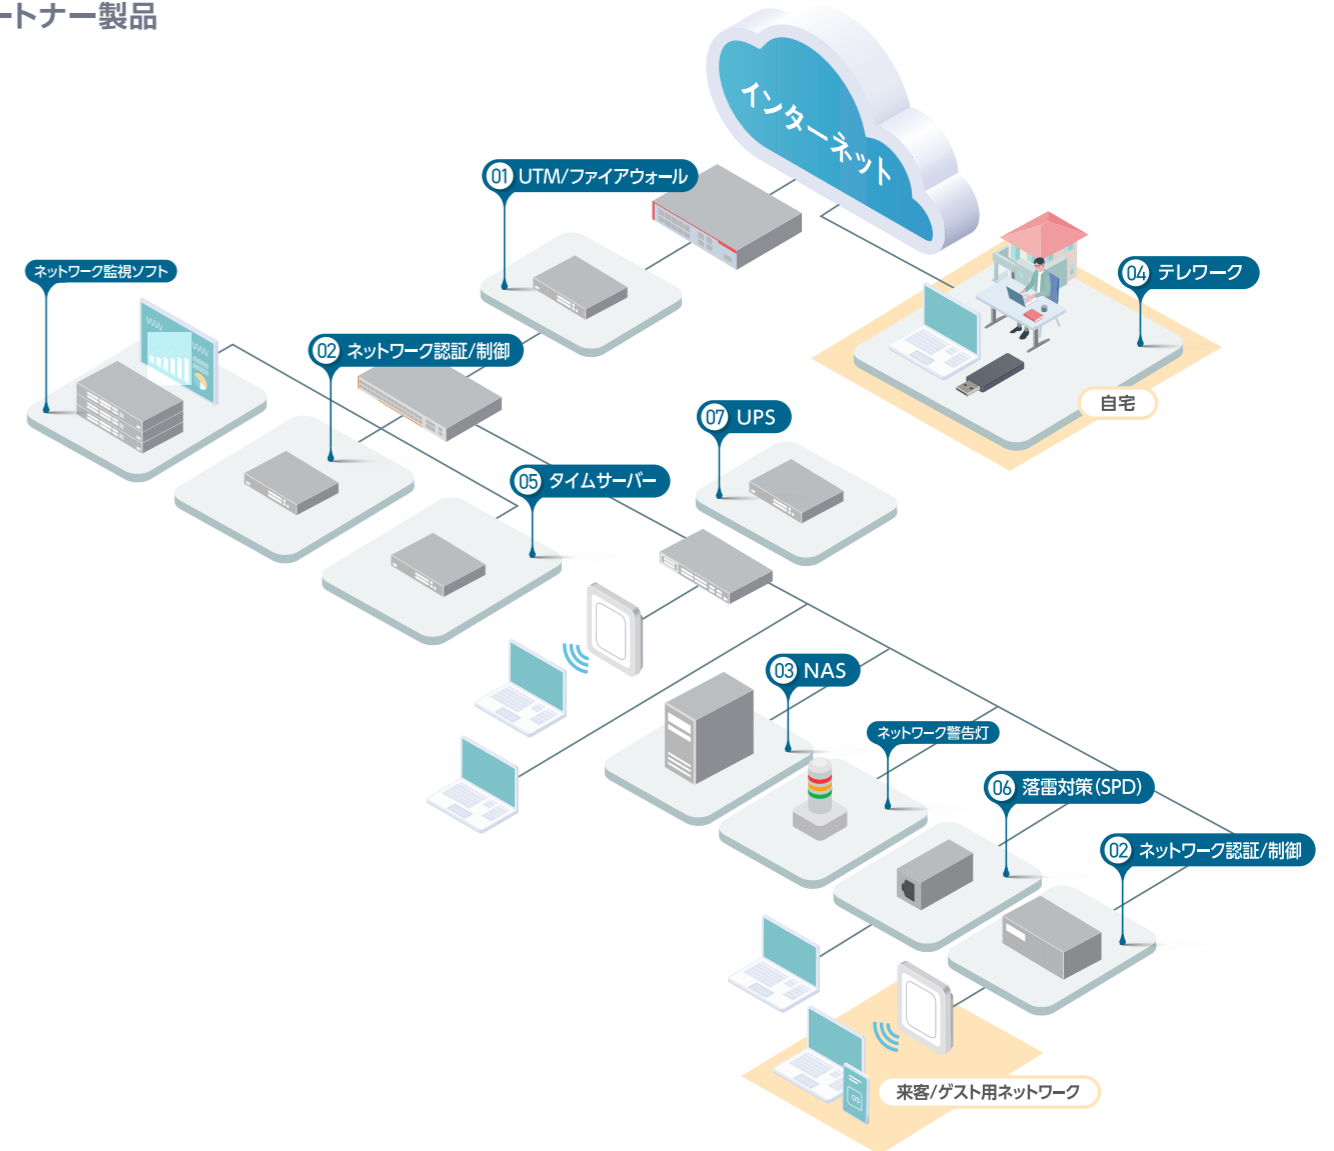 ートナー製品
インターネット
01 UTM/ファイアウォール
ネットワーク監視ソフト
04 テレワーク
02 ネットワーク認証/制御
自宅
07 UPS
05 タイムサーバー
03 NAS
ネットワーク警告灯
06 落雷対策(SPD)
02 ネットワーク認証/制御
OS
来客/ゲスト用ネットワーク